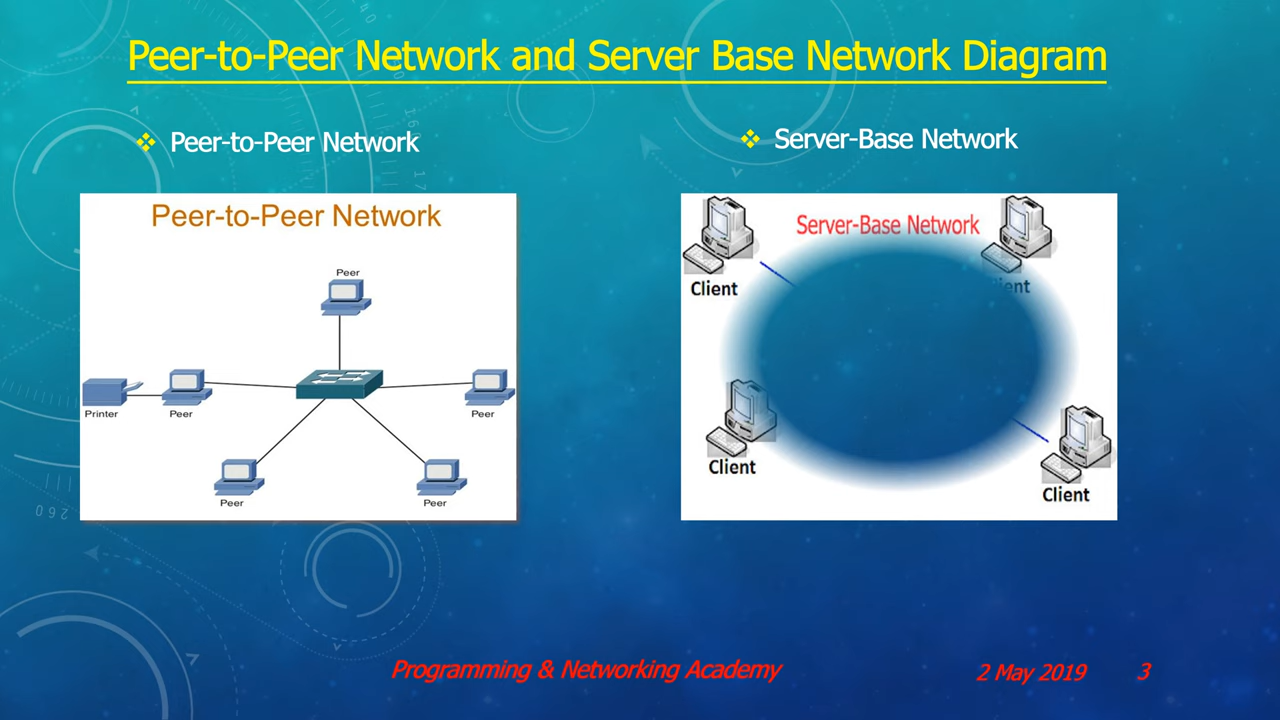 Peer-to-Peer Network and Server Base Network Diagram
Peer-to-Peer Network
Peer-to-Peer Network
Peer
Printer
Peer
Peer
Peer
Peer
Server-Base Network
Server-Base Network
Client
Client
Client
Programming & Networking Academy
2 May 2019
3